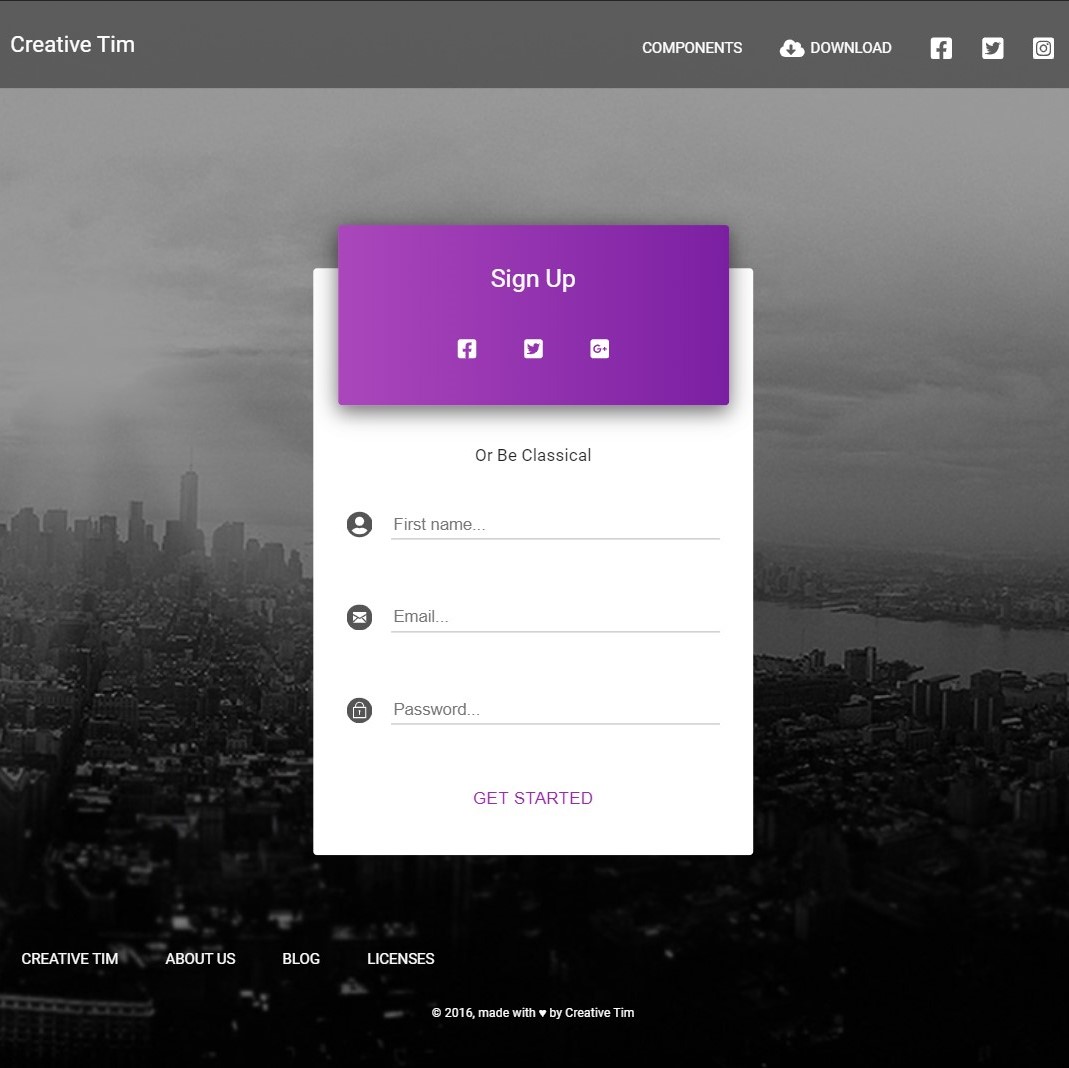 Creative Tim
COMPONENTS
DOWNLOAD
Sign Up
Or Be Classical
First name...
Email...
Password...
GET STARTED
CREATIVE TIM ABOUT US BLOG LICENSES
© 2016, made with ♥ by Creative Tim